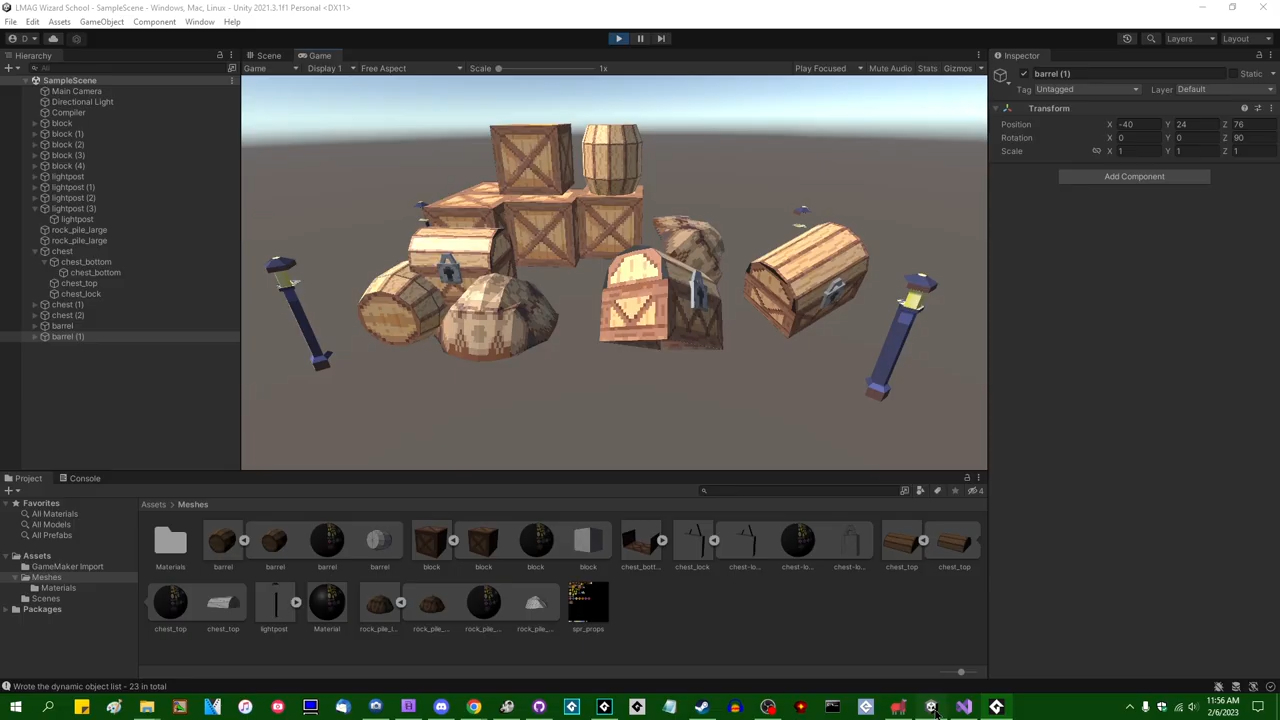 LMAG Wizard School - SampleScene - Windows, Mac, Linux - Unity 2021.3.1f1 Personal <DX11>
File Edit Assets GameObject Component Window Help
D Layers Layout
Hierarchy
All
SampleScene
Main Camera
Directional Light
Compiler
block
block (1)
block (2)
block (3)
block (4)
lightpost
lightpost (1)
lightpost (2)
lightpost (3)
lightpost
rock_pile_large
rock_pile_large
chest
chest_bottom
chest_bottom
chest_top
chest_lock
chest (1)
chest (2)
barrel
barrel (1)
Scene Game
Game Display 1 Free Aspect Scale 1x Play Focused Mute Audio Stats Gizmos
Inspector
barrel (1) Static
Tag Untagged Layer Default
Transform
Position X -40 Y 24 Z 76
Rotation X 0 Y 0 Z 90
Scale X 1 Y 1 Z 1
Add Component
Project Console
4
Favorites
All Materials
All Models
All Prefabs
Assets
GameMaker Import
Meshes
Materials
Scenes
Packages
Assets > Meshes
Materials barrel barrel barrel barrel block block block block chest_bott... chest_lock chest-lo... chest-lo... chest-lo... chest_top chest_top
chest_top chest_top lightpost Material rock_pile_l... rock_pile_... rock_pile_... rock_pile_... spr_props
Wrote the dynamic object list - 23 in total
11:56 AM
2/6/2023